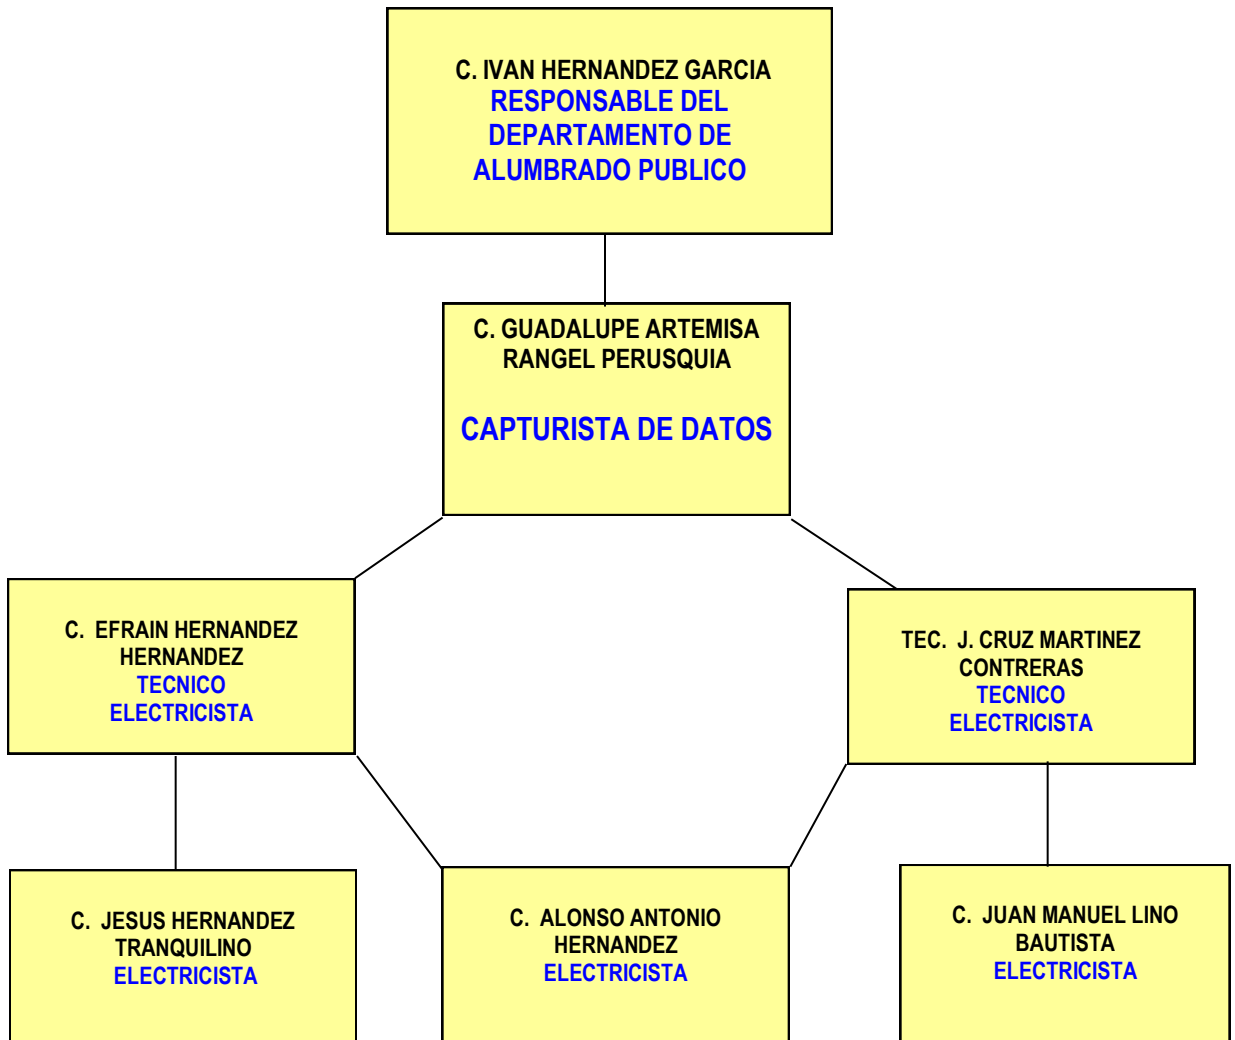 C. IVAN HERNANDEZ GARCIA
RESPONSABLE DEL
DEPARTAMENTO DE
ALUMBRADO PUBLICO
C. GUADALUPE ARTEMISA
RANGEL PERUSQUIA
CAPTURISTA DE DATOS
C. EFRAIN HERNANDEZ
HERNANDEZ
TECNICO
ELECTRICISTA
TEC. J. CRUZ MARTINEZ
CONTRERAS
TECNICO
ELECTRICISTA
C. JESUS HERNANDEZ
TRANQUILINO
ELECTRICISTA
C. ALONSO ANTONIO
HERNANDEZ
ELECTRICISTA
C. JUAN MANUEL LINO
BAUTISTA
ELECTRICISTA